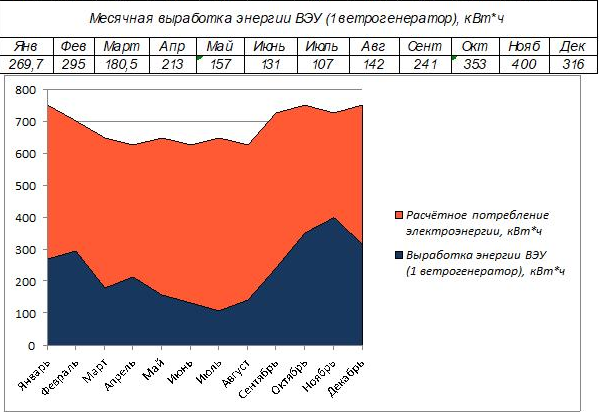 Месячная выработка энергии ВЭУ (1ветрогенератор), кВт*ч
Янв Фев Март Апр Май Июнь Июль Авг Сент Окт Нояб Дек
269,7 295 180,5 213 157 131 107 142 241 353 400 316
800
700
600
500
400
300
200
100
0
Январь Февраль Март Апрель Май Июнь Июль Август Сентябрь Октябрь Ноябрь Декабрь
Расчётное потребление
электроэнергии, кВт*ч
Выработка энергии ВЭУ
(1 ветрогенератор), кВт*ч